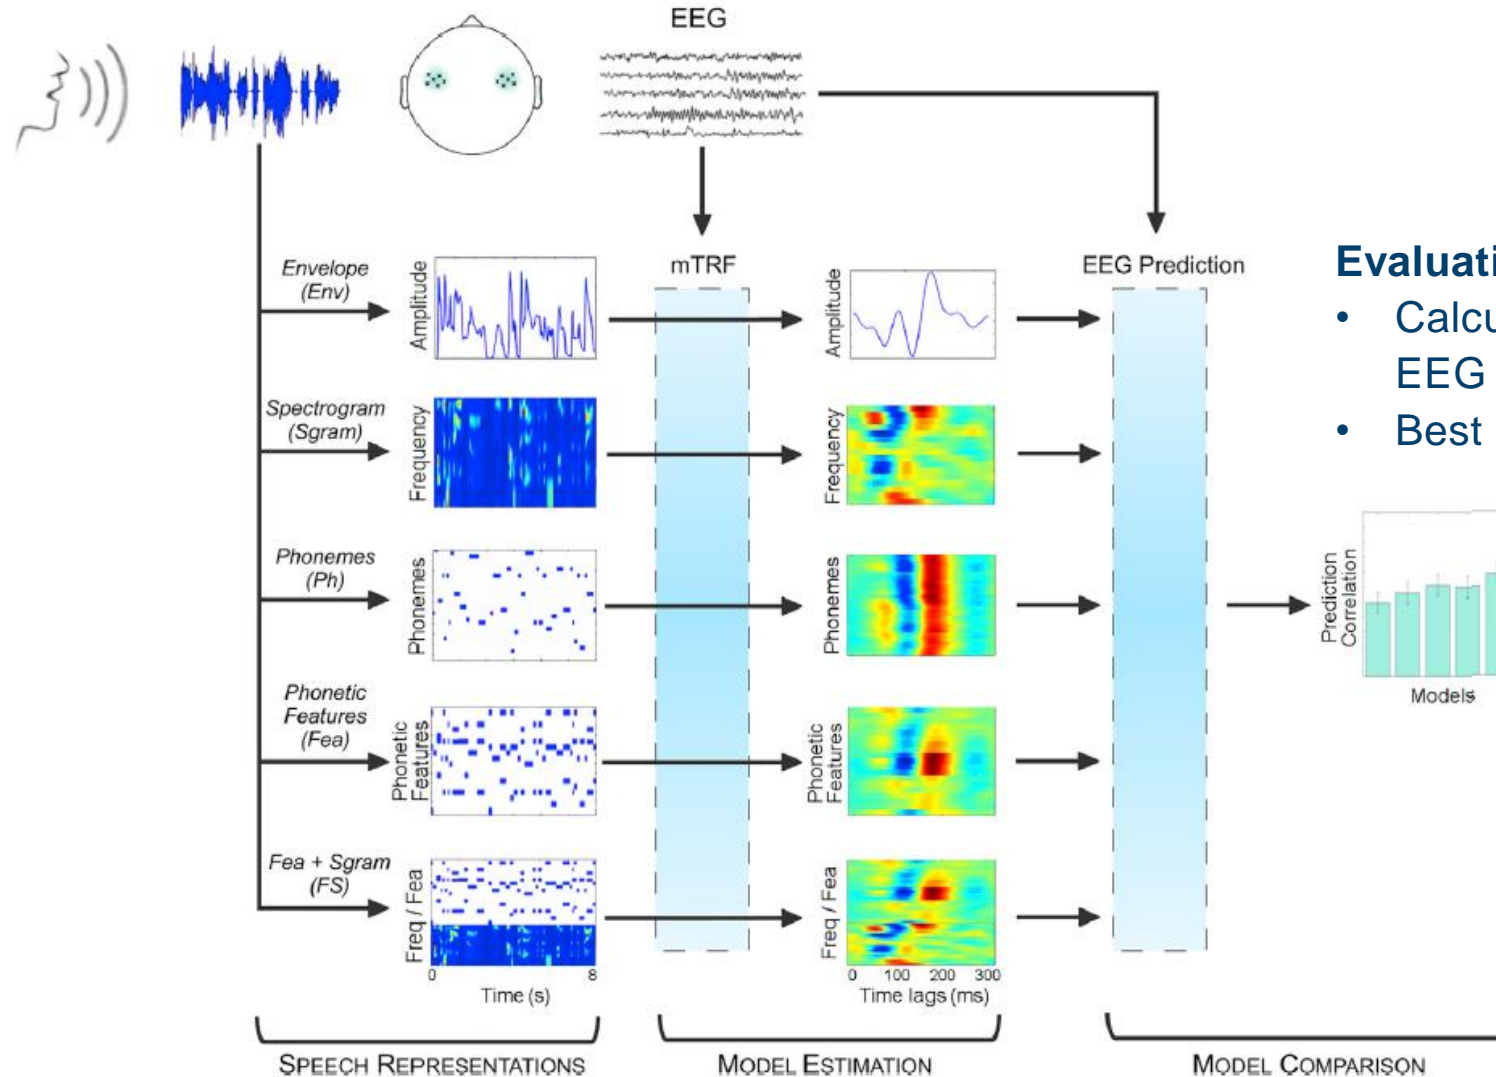 EEG
mTRF
EEG Prediction
Envelope
(Env)
Amplitude
Amplitude
Spectrogram
(Sgram)
Frequency
Frequency
Phonemes
(Ph)
Phonemes
Phonemes
Phonetic
Features
(Fea)
Phonetic
Features
Phonetic
Features
Fea + Sgram
(FS)
Freq / Fea
Freq / Fea
0 8
Time (s)
0 100 200 300
Time lags (ms)
• Calcu
EEG
• Best
Prediction
Correlation
Models
SPEECH REPRESENTATIONS
MODEL ESTIMATION
MODEL COMPARISON